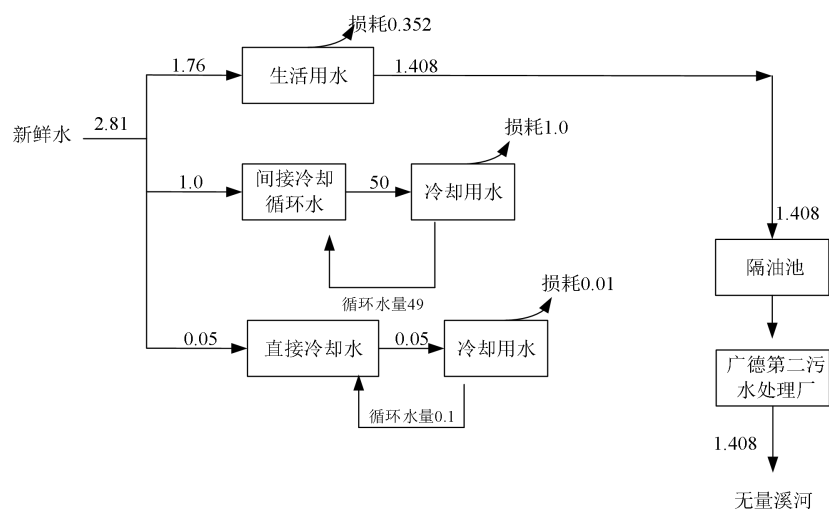 损耗0.352
1.76
生活用水
1.408
新鲜水
2.81
损耗1.0
1.0
间接冷却
循环水
50
冷却用水
1.408
隔油池
循环水量49
损耗0.01
0.05
直接冷却水
0.05
冷却用水
广德第二污
水处理厂
循环水量0.1
1.408
无量溪河